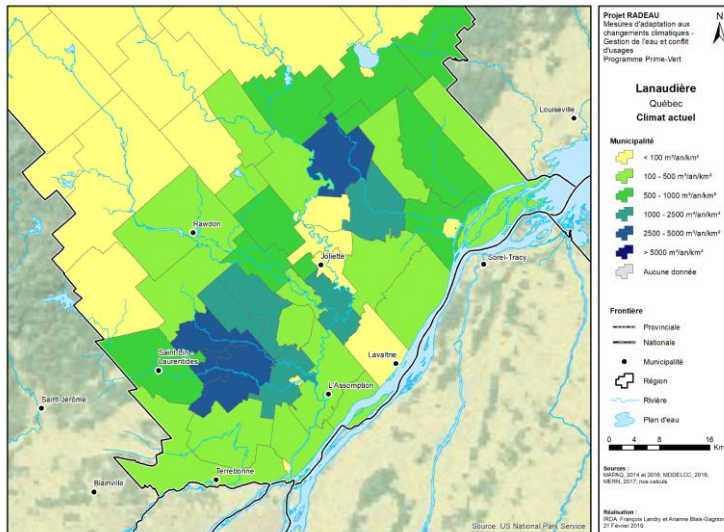 Louiseville
Rawdon
Joliette
Sorel-Tracy
Saint-Lin--
Laurentides
Lavaltrie
L'Assomption
Saint-Jérôme
Terrebonne
Blainville
Source: US National Park Service
Projet RADEAU
Mesures d'adaptation aux
changements climatiques -
Gestion de l'eau et conflit
d'usages
Programme Prime-Vert
N
Lanaudière
Québec
Climat actuel
Municipalité
< 100 m³/an/km²
100 - 500 m³/an/km²
500 - 1000 m³/an/km²
1000 - 2500 m³/an/km²
2500 - 5000 m³/an/km²
> 5000 m³/an/km²
Aucune donnée
Frontière
Provinciale
Nationale
Municipalité
Région
Rivière
Plan d'eau
0 4 8 16
Km
Sources :
MAPAQ, 2014 et 2016; MDDELCC, 2016;
MERN, 2017; nos calculs
Réalisation :
IRDA, François Landry et Arianne Blais-Gagnon
21 Février 2019